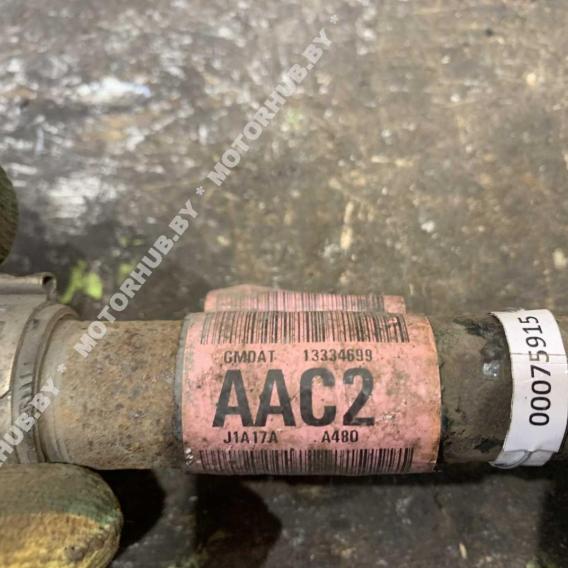 MOTORHUB.BY * MOTORHUB.BY * MOTORHUB.BY
GMDAT 13334699
AAC2
J1A17A A480
00075915